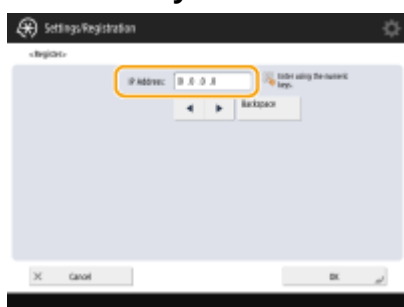 Settings/Registration
<Register>
IP Address: 0 .0 .0 .0
Enter using the numeric
keys.
Backspace
Cancel
OK